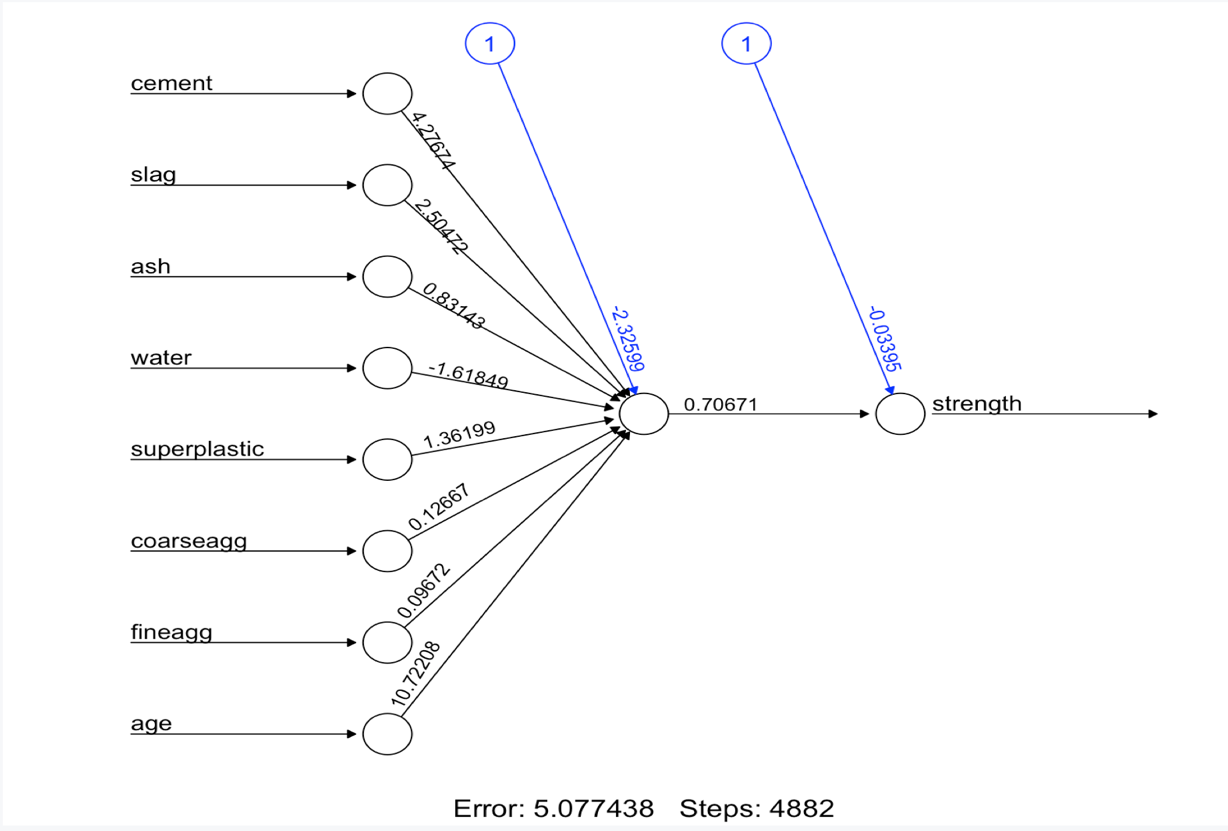 1
1
cement
4.27674
slag
2.50472
ash
0.83143
-2.32599
-0.03395
water
-1.61849
0.70671
strength
superplastic
1.36199
coarseagg
0.12667
fineagg
0.09672
age
10.72208
Error: 5.077438 Steps: 4882